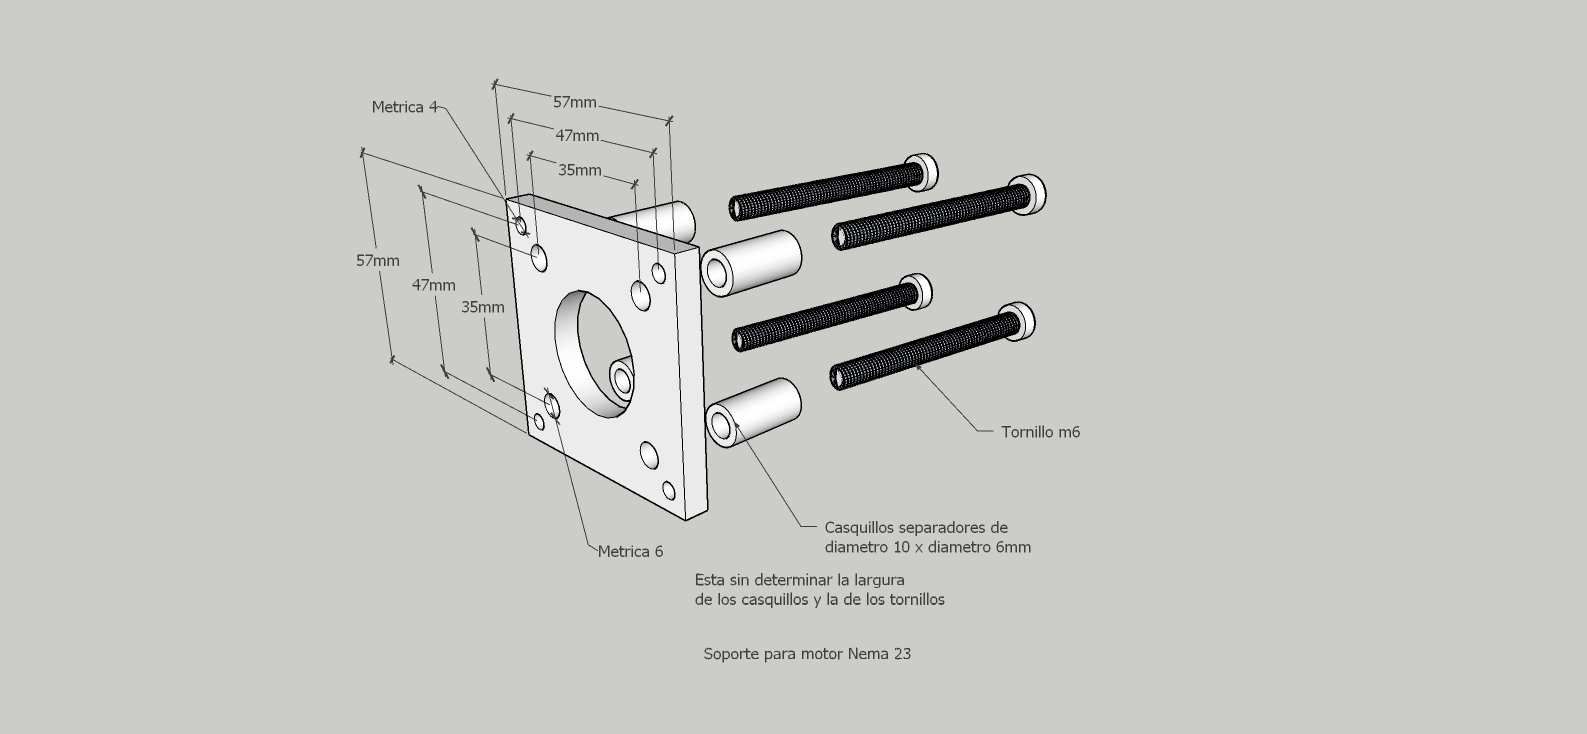 57mm
Metrica 4
47mm
35mm
57mm
47mm
35mm
Tornillo m6
Casquillos separadores de
diametro 10 x diametro 6mm
Metrica 6
Esta sin determinar la largura
de los casquillos y la de los tornillos
Soporte para motor Nema 23